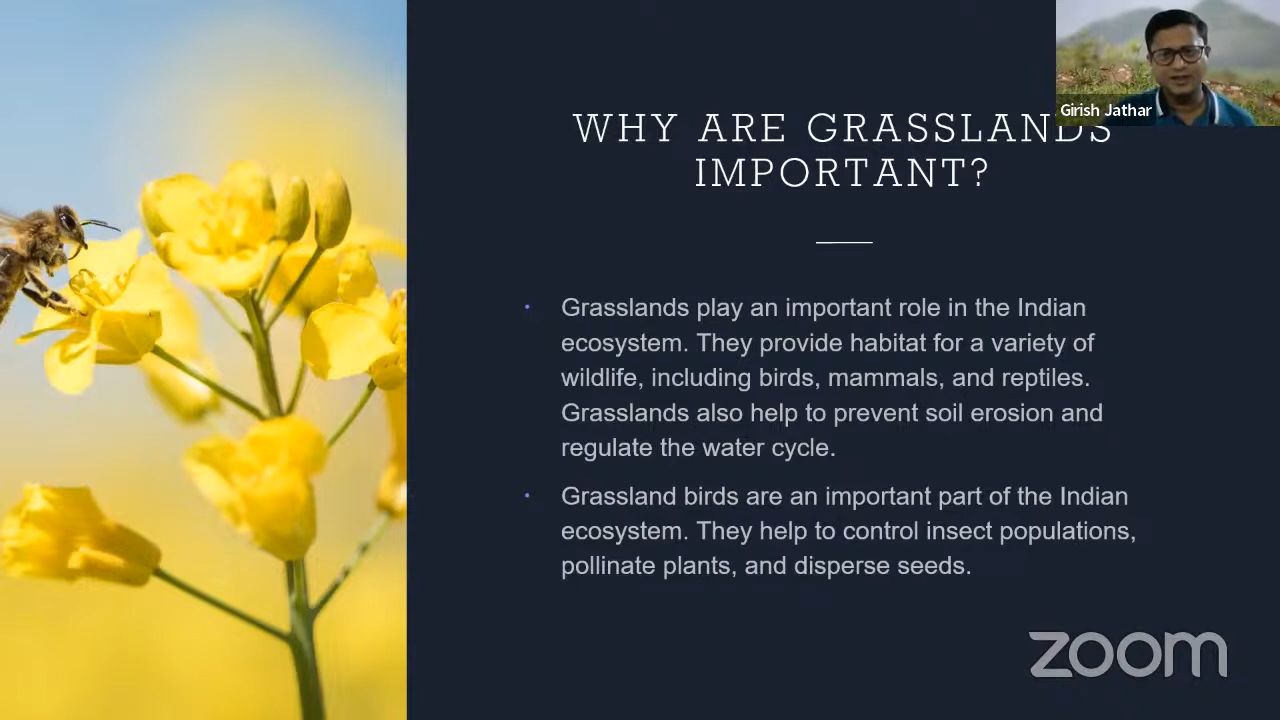 Girish Jathar
WHY ARE GRASSLANDS
IMPORTANT?
Grasslands play an important role in the Indian
ecosystem. They provide habitat for a variety of
wildlife, including birds, mammals, and reptiles.
Grasslands also help to prevent soil erosion and
regulate the water cycle.
Grassland birds are an important part of the Indian
ecosystem. They help to control insect populations,
pollinate plants, and disperse seeds.
zoom